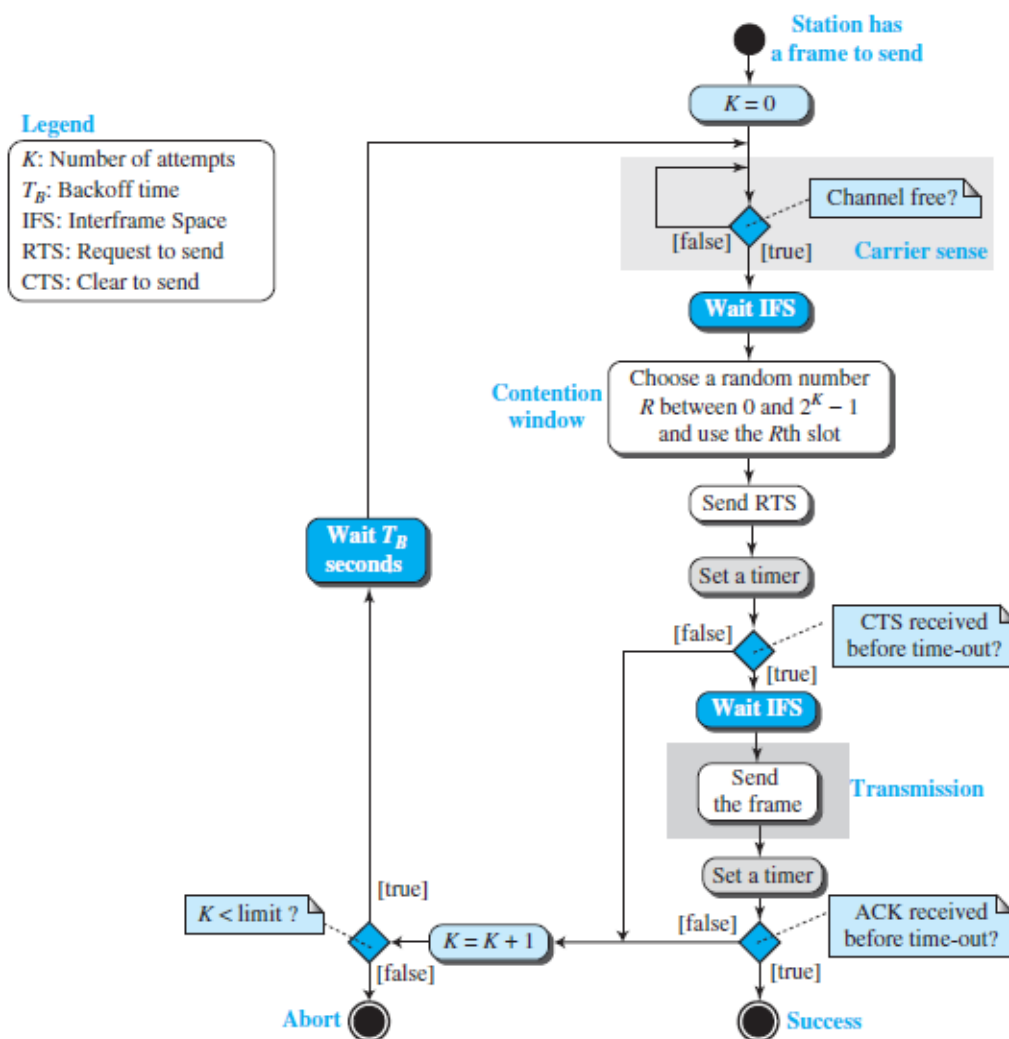 Station has
a frame to send
K = 0
Legend
K: Number of attempts
T_B: Backoff time
IFS: Interframe Space
RTS: Request to send
CTS: Clear to send
Channel free?
[false]
[true]
Carrier sense
Wait IFS
Contention
window
Choose a random number
R between 0 and 2^K – 1
and use the Rth slot
Send RTS
Wait T_B
seconds
Set a timer
[false]
CTS received
before time-out?
[true]
Wait IFS
Send
the frame
Transmission
Set a timer
[true]
K < limit ?
K = K + 1
[false]
ACK received
before time-out?
[false]
[true]
Abort
Success